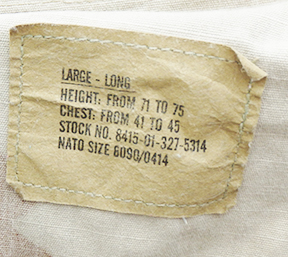 LARGE - LONG
HEIGHT: FROM 71 TO 75
CHEST: FROM 41 TO 45
STOCK NO. 8415-01-327-5314
NATO SIZE 8090/0414